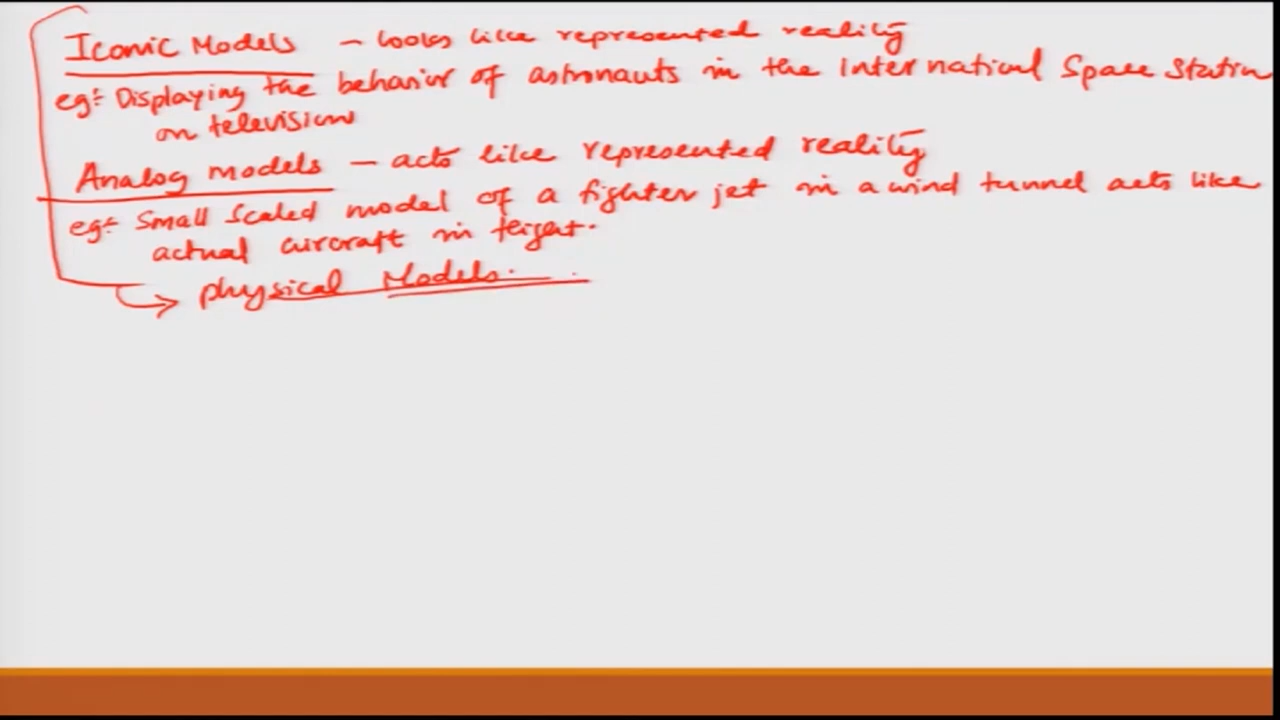 Iconic Models - looks like represented reality
eg:- Displaying the behavior of astronauts in the International Space Station
on television
Analog models - acts like represented reality
eg:- Small scaled model of a fighter jet in a wind tunnel acts like
actual aircraft in
physical Models.